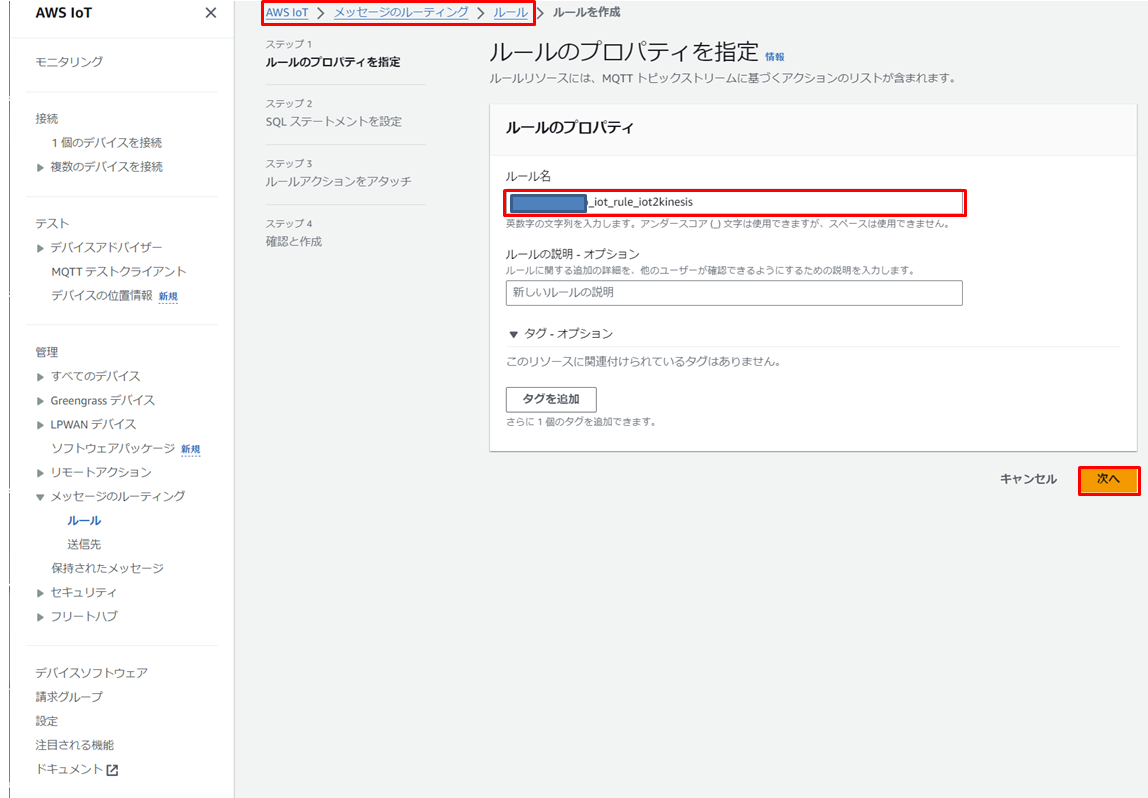 AWS IoT
モニタリング
接続
1 個のデバイスを接続
複数のデバイスを接続
テスト
デバイスアドバイザー
MQTT テストクライアント
デバイスの位置情報 新規
管理
すべてのデバイス
Greengrass デバイス
LPWAN デバイス
ソフトウェアパッケージ 新規
リモートアクション
メッセージのルーティング
ルール
送信先
保持されたメッセージ
セキュリティ
フリートハブ
デバイスソフトウェア
請求グループ
設定
注目される機能
ドキュメント
AWS IoT > メッセージのルーティング > ルール > ルールを作成
ステップ 1
ルールのプロパティを指定
ステップ 2
SQL ステートメントを設定
ステップ 3
ルールアクションをアタッチ
ステップ 4
確認と作成
ルールのプロパティを指定 情報
ルールリソースには、MQTT トピックストリームに基づくアクションのリストが含まれます。
ルールのプロパティ
ルール名
_iot_rule_iot2kinesis
英数字の文字列を入力します。アンダースコア (_) 文字は使用できますが、スペースは使用できません。
ルールの説明 - オプション
ルールに関する追加の詳細を、他のユーザーが確認できるようにするための説明を入力します。
新しいルールの説明
タグ - オプション
このリソースに関連付けられているタグはありません。
タグを追加
さらに 1 個のタグを追加できます。
キャンセル
次へ